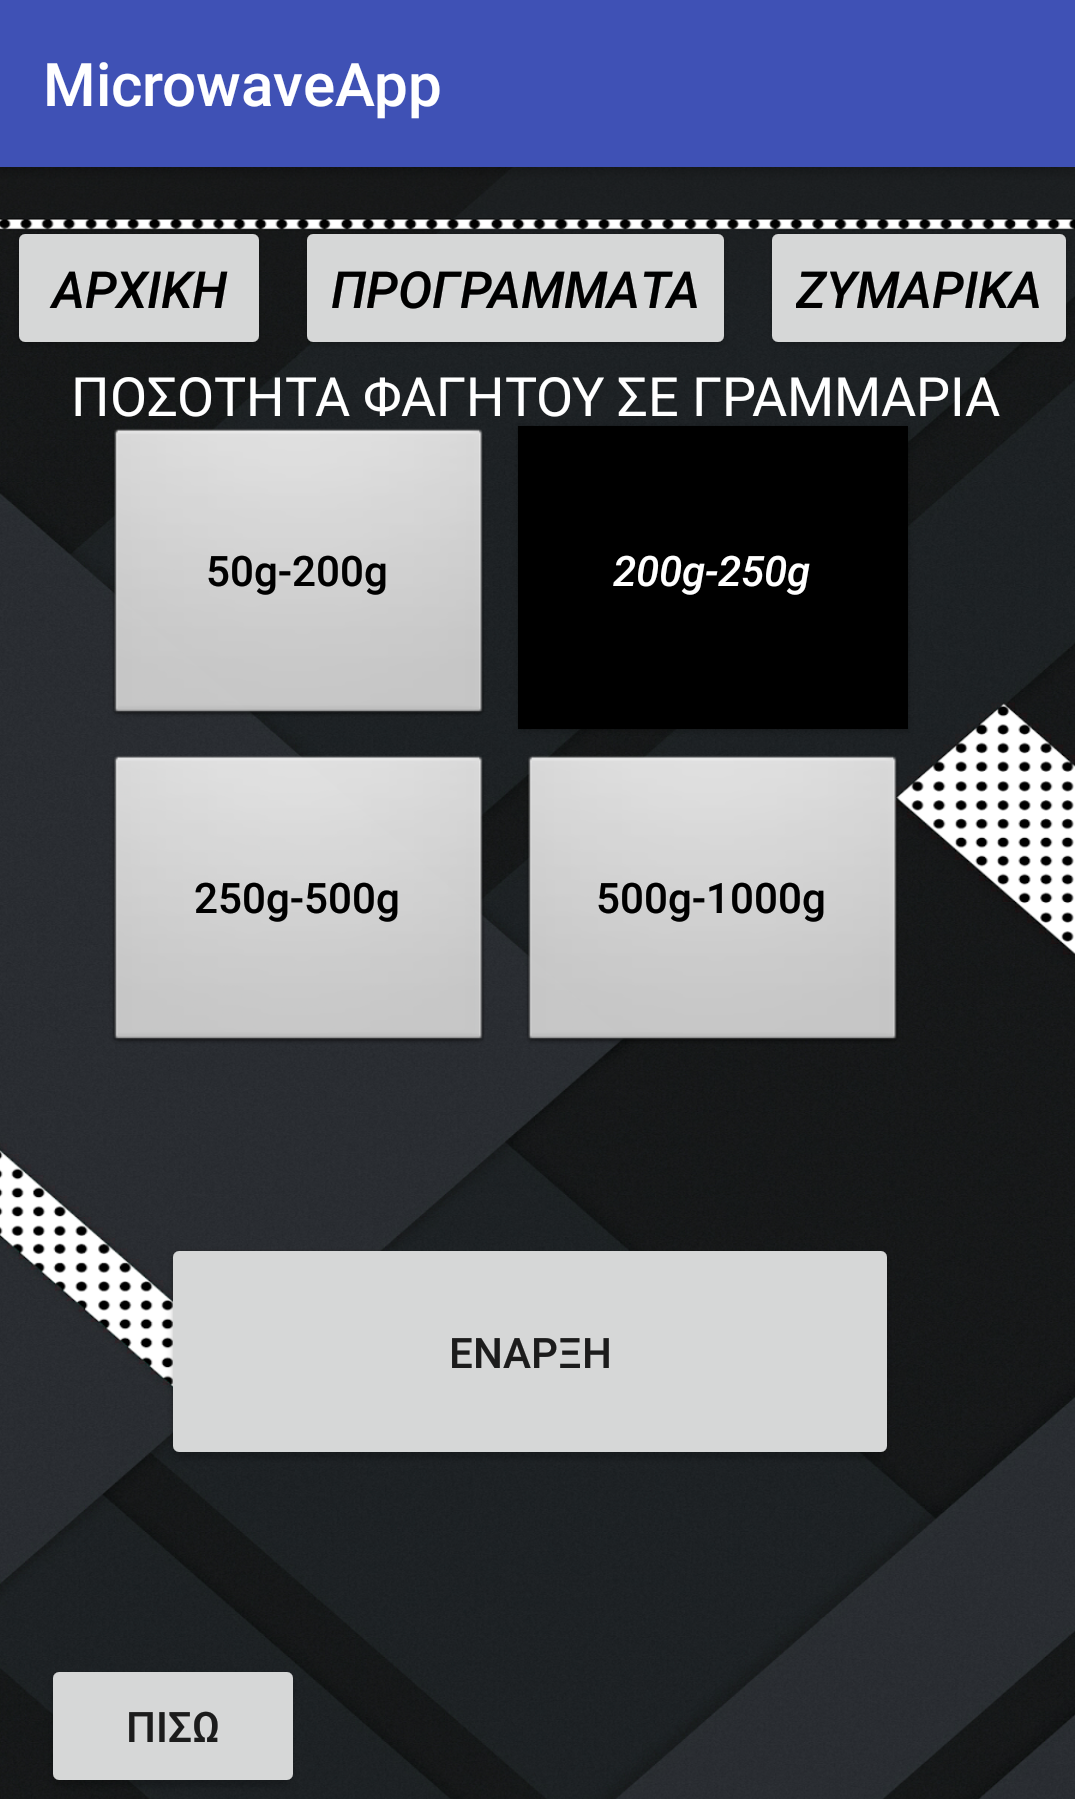 MicrowaveApp
ΑΡΧΙΚΗ ΠΡΟΓΡΑΜΜΑΤΑ ΖΥΜΑΡΙΚΑ
ΠΟΣΟΤΗΤΑ ΦΑΓΗΤΟΥ ΣΕ ΓΡΑΜΜΑΡΙΑ
50g-200g 200g-250g
250g-500g 500g-1000g
ΕΝΑΡΞΗ
ΠΙΣΩ